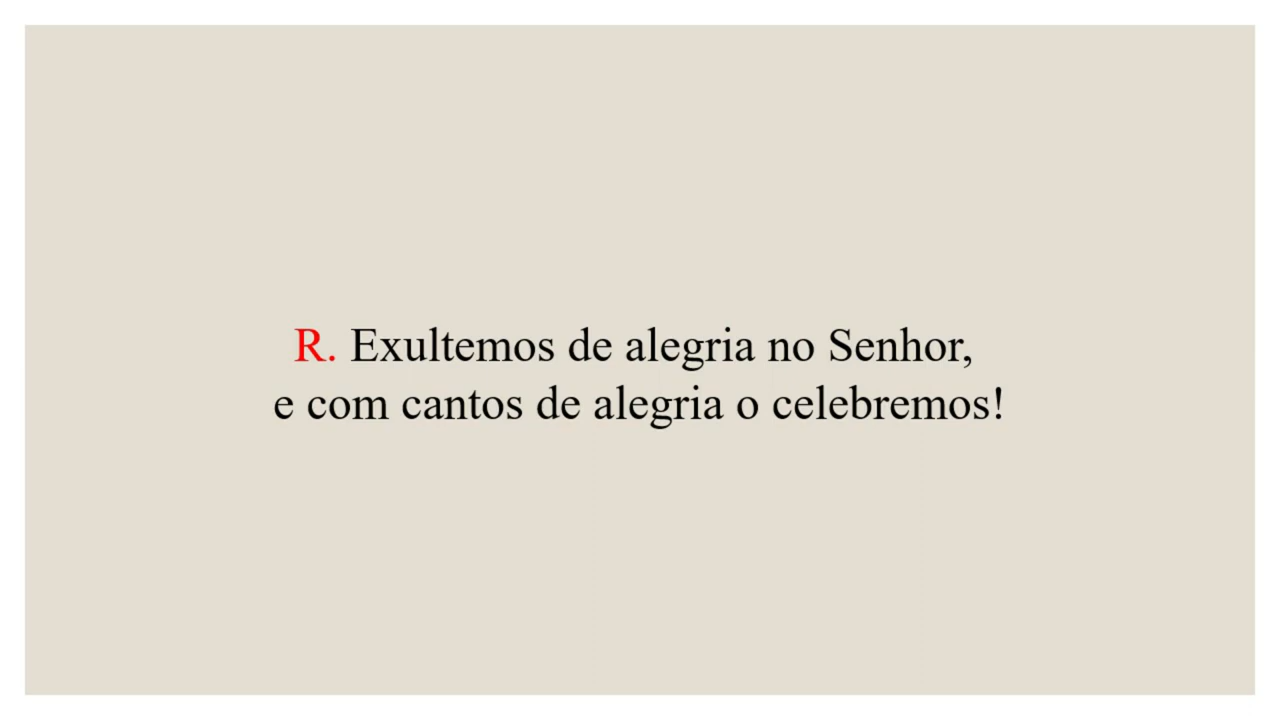 R. Exultemos de alegria no Senhor,
e com cantos de alegria o celebremos!